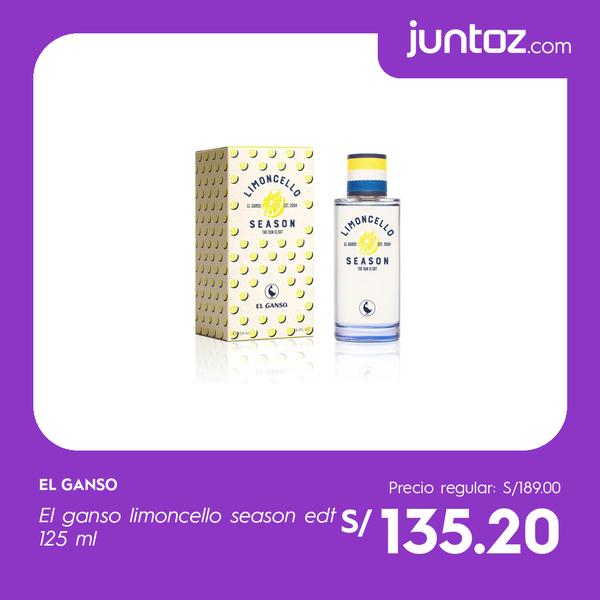 juntoz.com
LIMONCELLO
EL GANSO EST. 2004
SEASON
THE SUN IS OUT
EL GANSO.
LIMONCELLO
EL GANSO EST. 2004
SEASON
THE SUN IS OUT
EL GANSO
El ganso limoncello season edt
125 ml
Precio regular: S/189.00
S/135.20